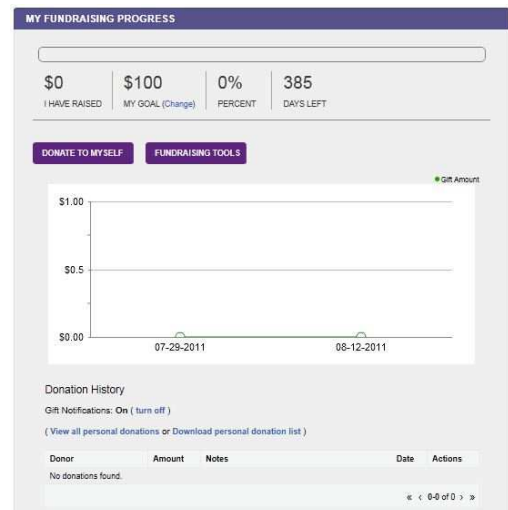 MY FUNDRAISING PROGRESS
$0 $100 0% 385
I HAVE RAISED MY GOAL (Change) PERCENT DAYS LEFT
DONATE TO MYSELF FUNDRAISING TOOLS
Gift Amount
$1.00
$0.5
$0.00
07-29-2011 08-12-2011
Donation History
Gift Notifications: On ( turn off )
( View all personal donations or Download personal donation list )
Donor Amount Notes Date Actions
No donations found.
« ‹ 0-0 of 0 › »